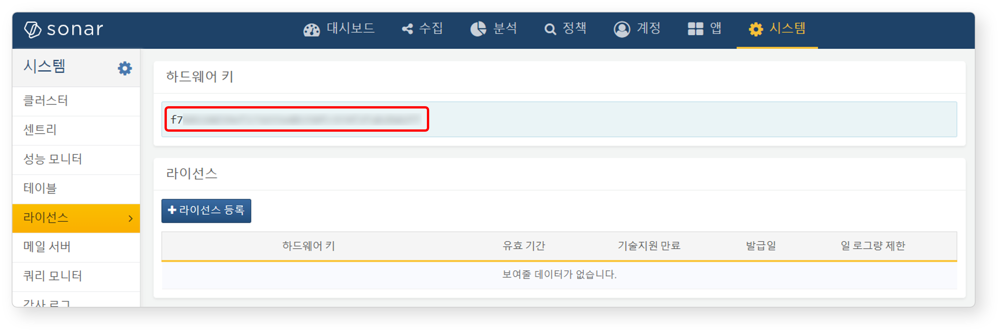 sonar
대시보드 수집 분석 정책 계정 앱 시스템
시스템
클러스터
센트리
성능 모니터
테이블
라이선스
메일 서버
쿼리 모니터
감사 로그
하드웨어 키
f7
라이선스
라이선스 등록
하드웨어 키 유효 기간 기술지원 만료 발급일 일 로그량 제한
보여줄 데이터가 없습니다.